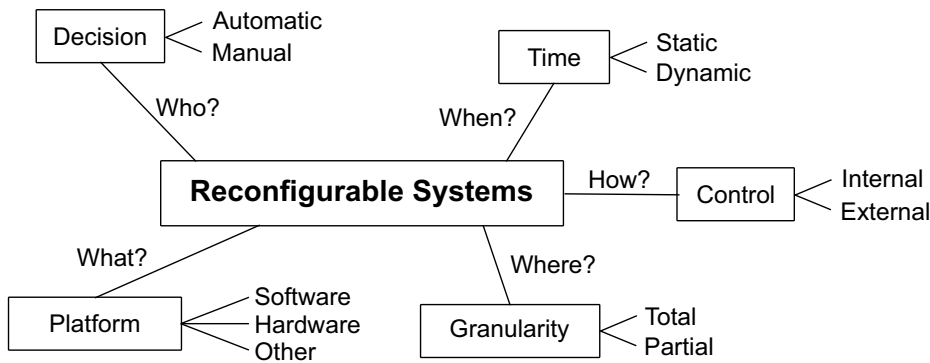 Decision
Automatic
Manual
Who?
Time
Static
Dynamic
When?
Reconfigurable Systems
How?
Control
Internal
External
What?
Platform
Software
Hardware
Other
Where?
Granularity
Total
Partial